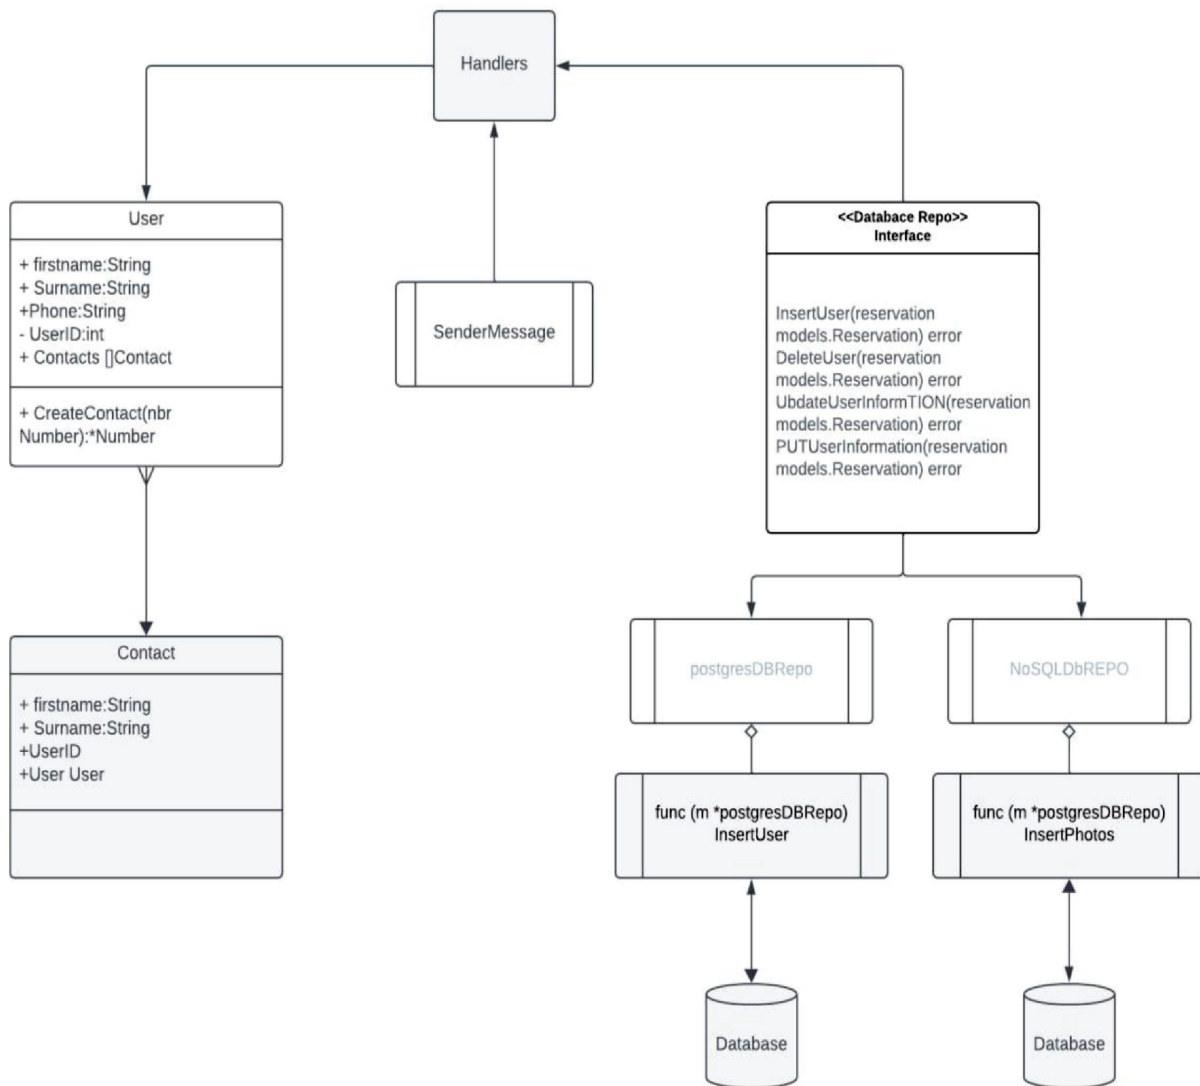 Handlers
User
+ firstname:String
+ Surname:String
+Phone:String
- UserID:int
+ Contacts []Contact
+ CreateContact(nbr
Number):*Number
SenderMessage
<<Databace Repo>>
Interface
InsertUser(reservation
models.Reservation) error
DeleteUser(reservation
models.Reservation) error
UbdateUserInformTION(reservation
models.Reservation) error
PUTUserInformation(reservation
models.Reservation) error
Contact
+ firstname:String
+ Surname:String
+UserID
+User User
postgresDBRepo
NoSQLDbREPO
func (m *postgresDBRepo)
InsertUser
func (m *postgresDBRepo)
InsertPhotos
Database
Database